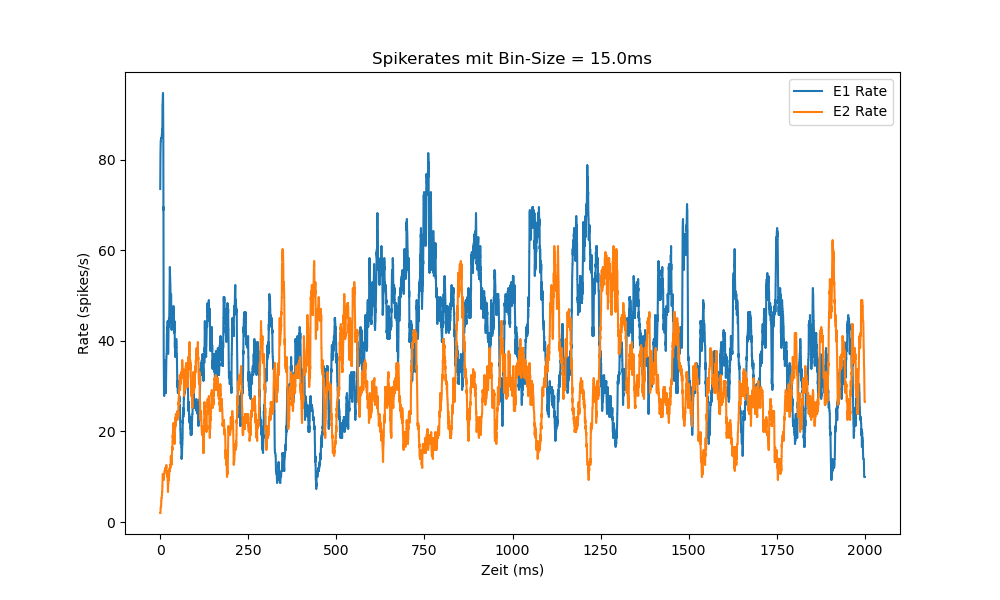 Spikerates mit Bin-Size = 15.0ms
E1 Rate
E2 Rate
Rate (spikes/s)
80
60
40
20
0
0 250 500 750 1000 1250 1500 1750 2000
Zeit (ms)